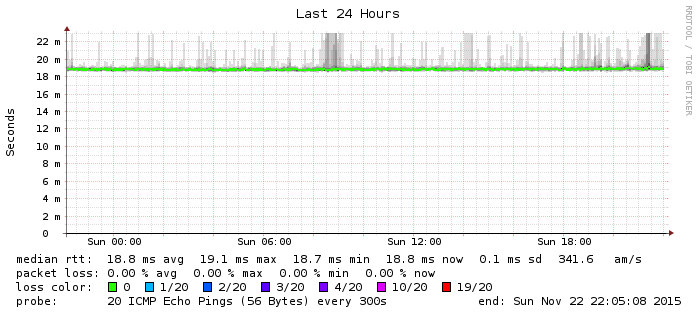 Last 24 Hours
RRDTOOL / TOBI OETIKER
Seconds
22 m
20 m
18 m
16 m
14 m
12 m
10 m
8 m
6 m
4 m
2 m
0
Sun 00:00 Sun 06:00 Sun 12:00 Sun 18:00
median rtt: 18.8 ms avg 19.1 ms max 18.7 ms min 18.8 ms now 0.1 ms sd 341.6 am/s
packet loss: 0.00 % avg 0.00 % max 0.00 % min 0.00 % now
loss color: 0 1/20 2/20 3/20 4/20 10/20 19/20
probe: 20 ICMP Echo Pings (56 Bytes) every 300s end: Sun Nov 22 22:05:08 2015